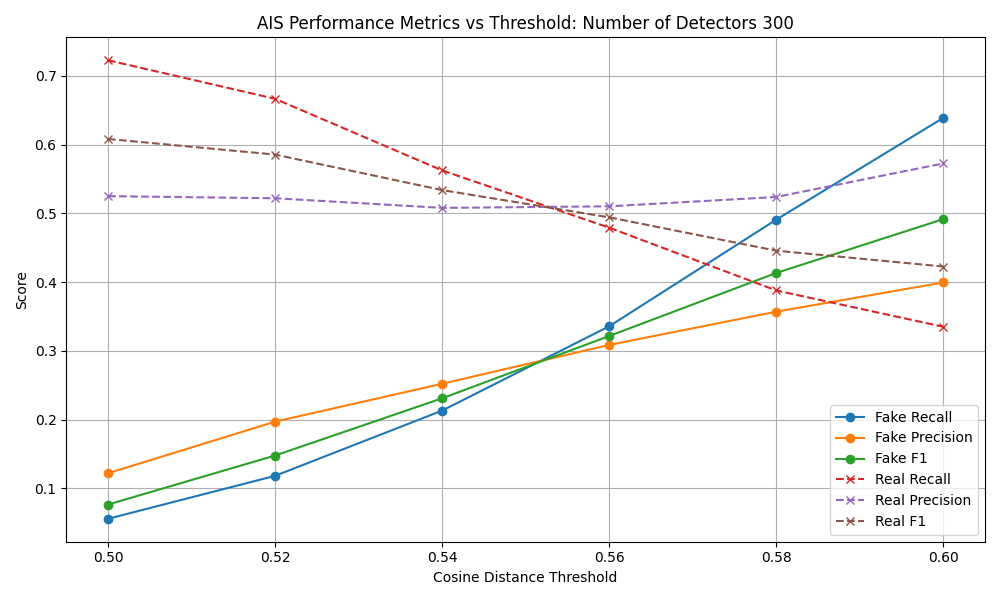 AIS Performance Metrics vs Threshold: Number of Detectors 300
Score
0.7
0.6
0.5
0.4
0.3
0.2
0.1
Fake Recall
Fake Precision
Fake F1
Real Recall
Real Precision
Real F1
0.50 0.52 0.54 0.56 0.58 0.60
Cosine Distance Threshold